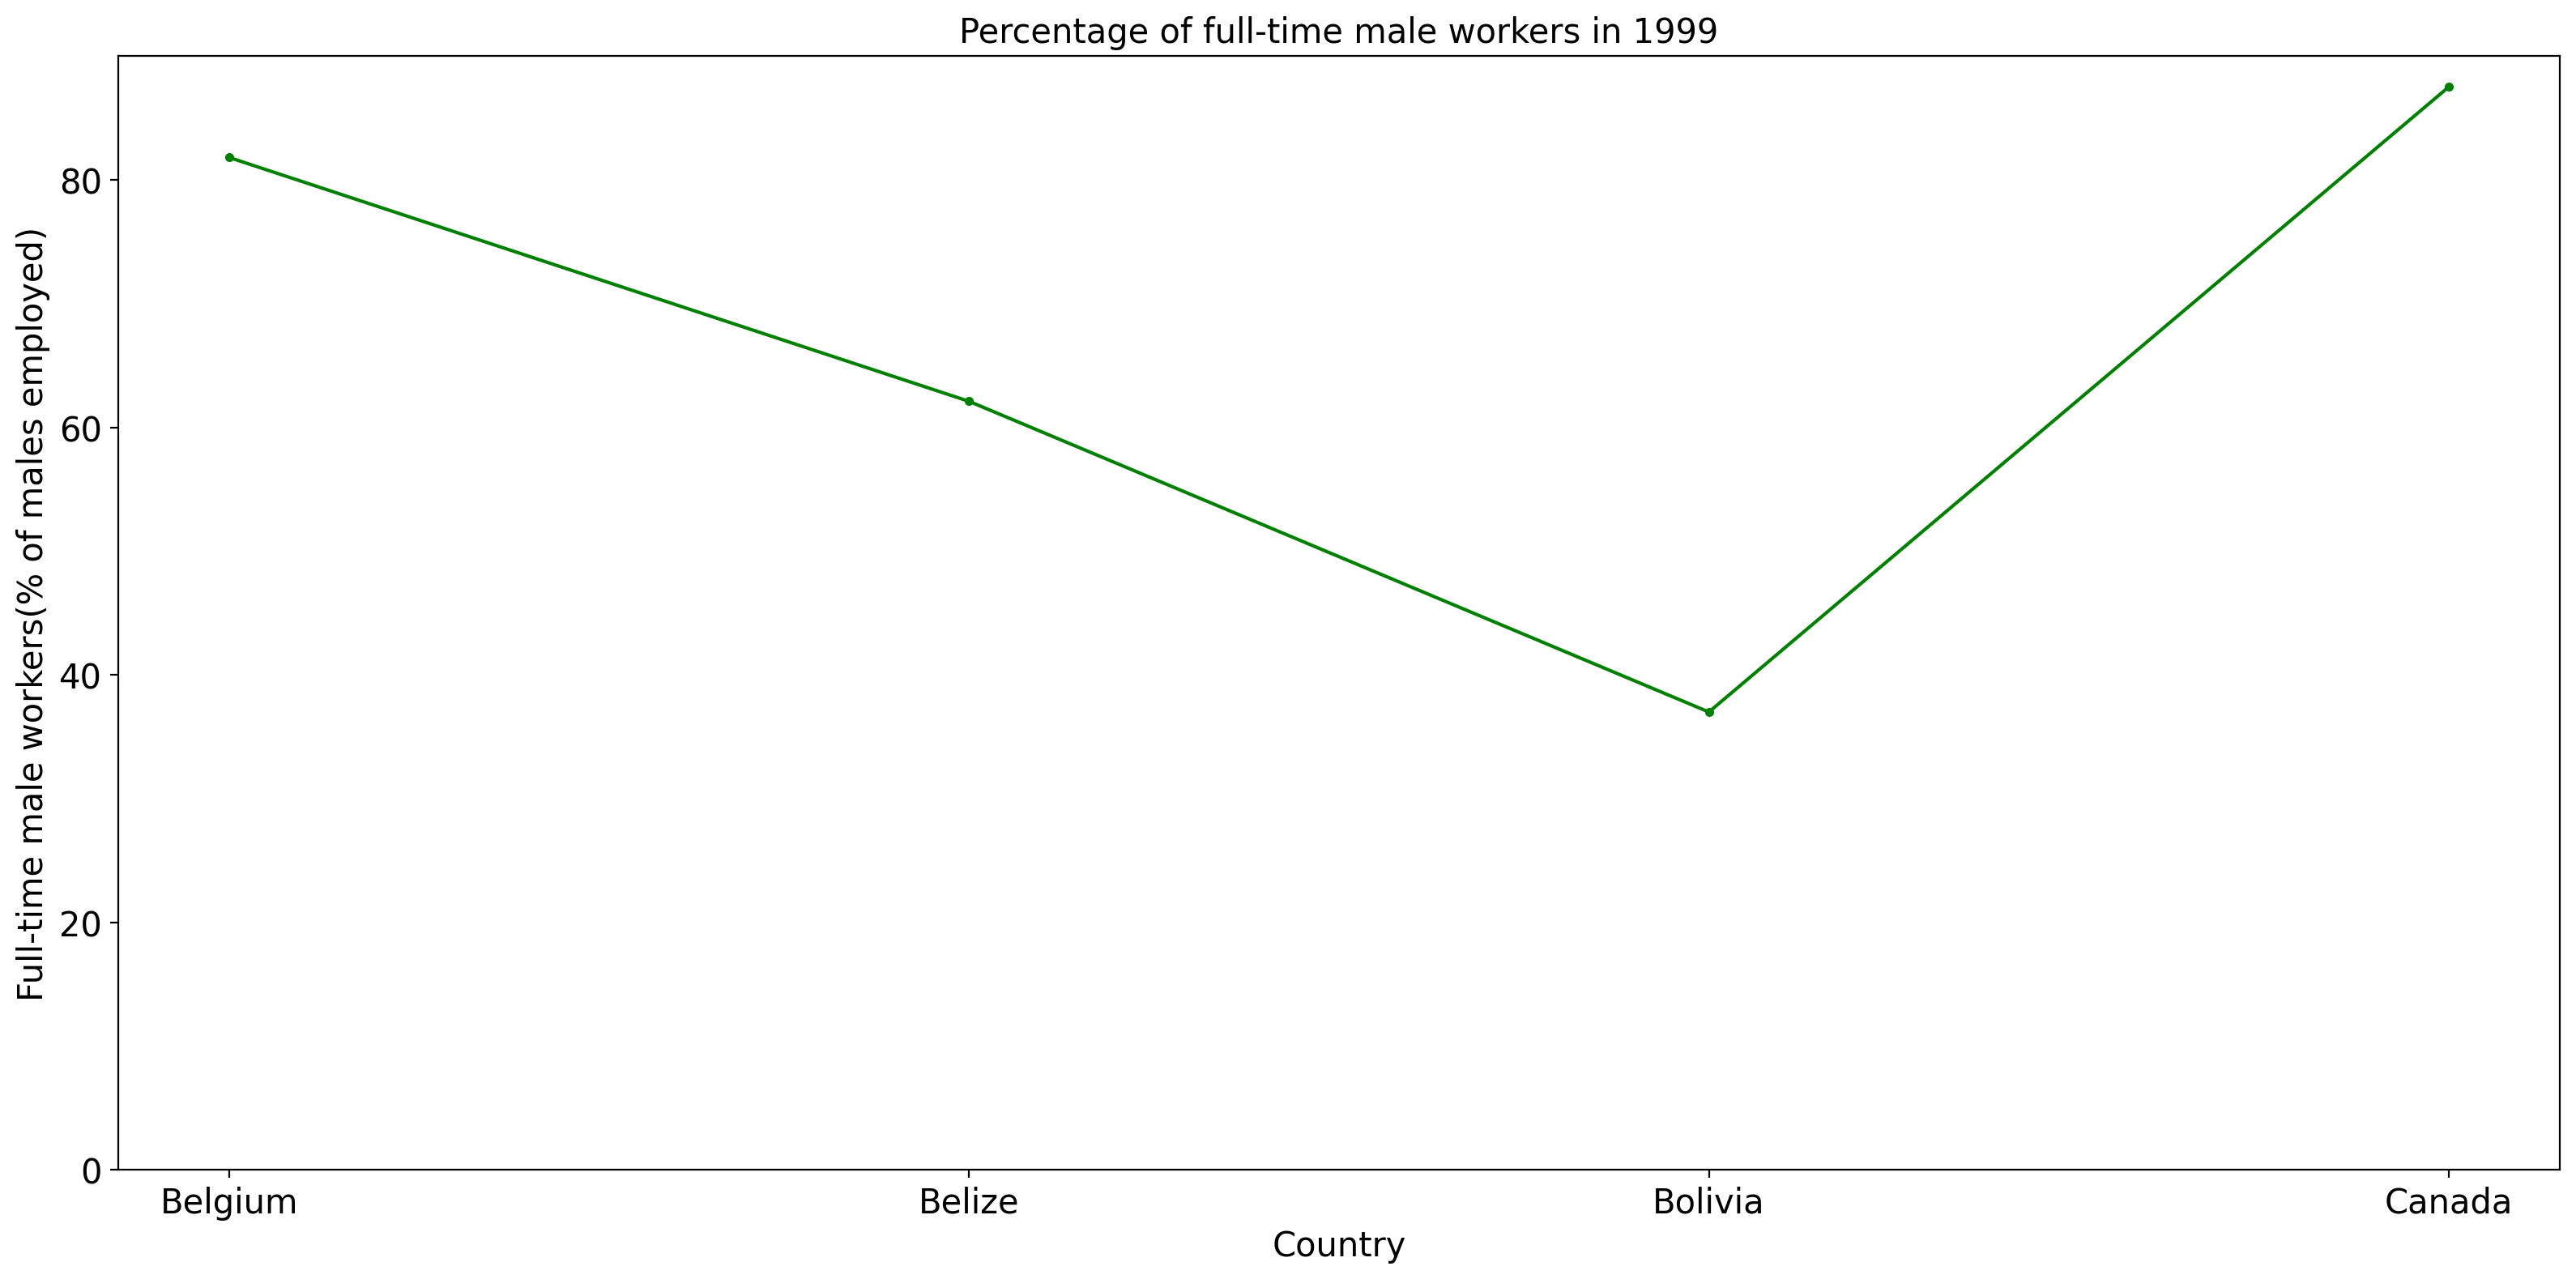 Percentage of full-time male workers in 1999
Full-time male workers(% of males employed)
80
60
40
20
0
Belgium
Belize
Bolivia
Canada
Country